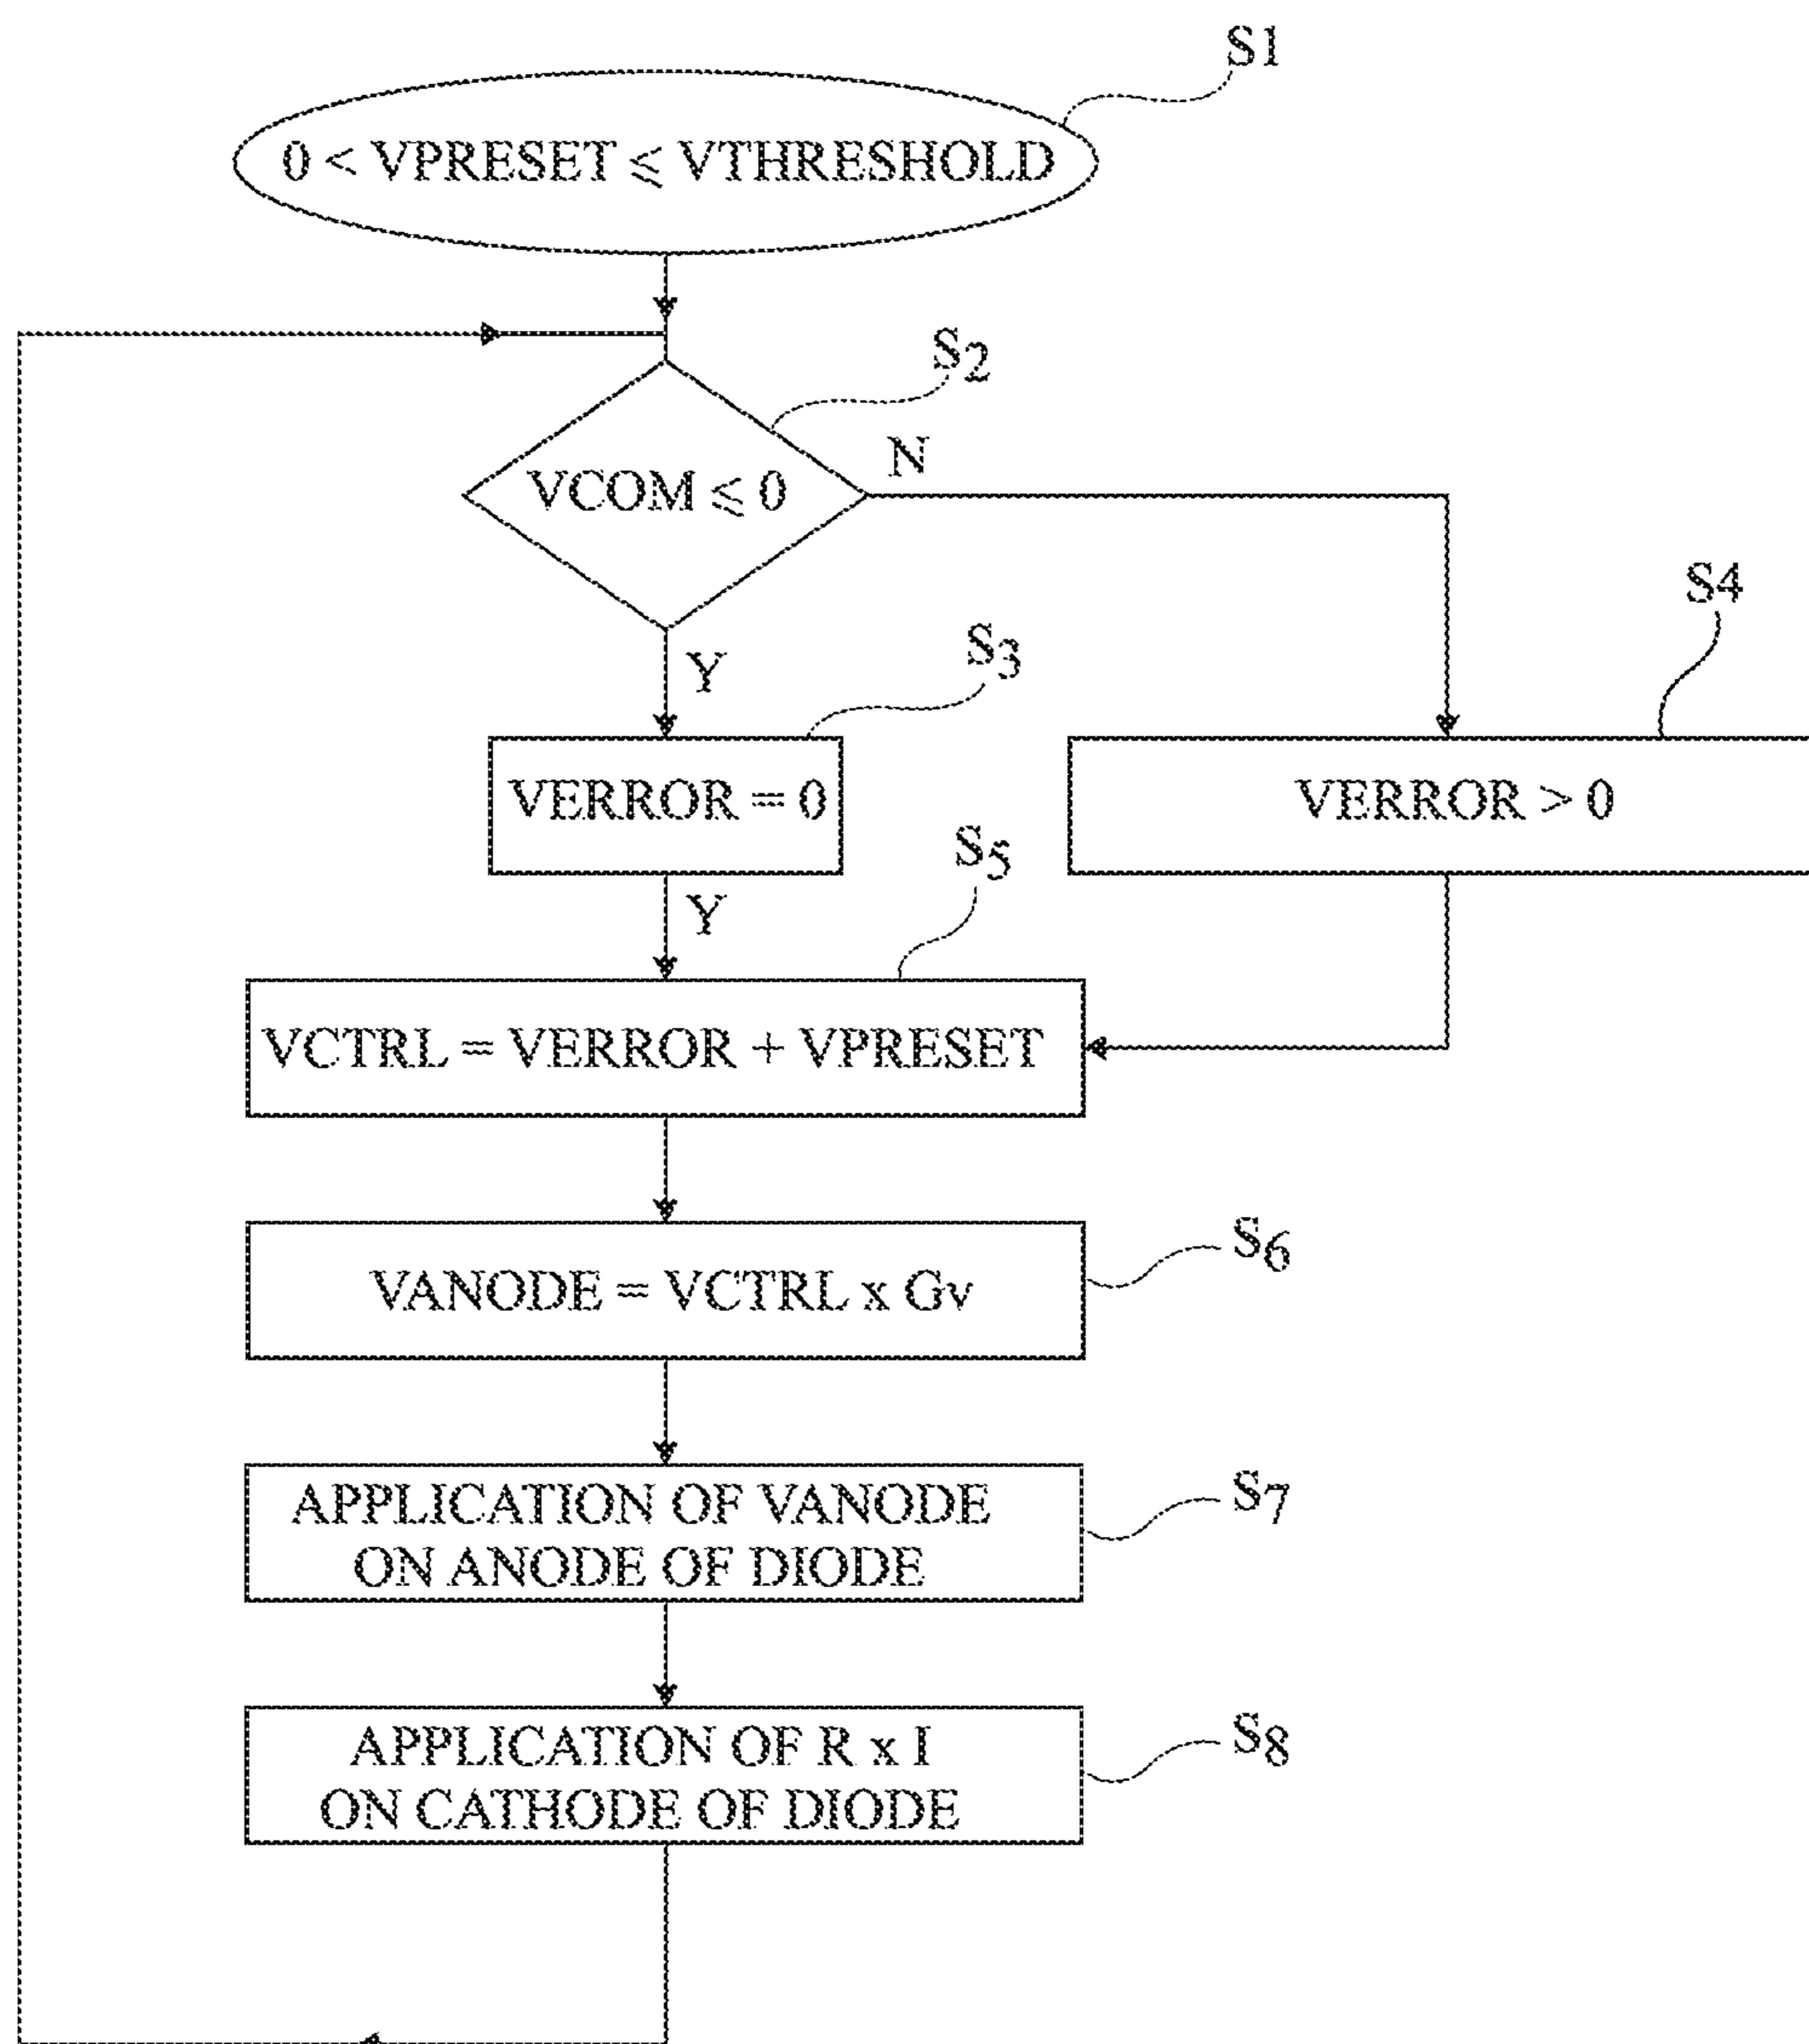 S1
0 < VPRESET ⩽ VTHRESHOLD
S2
VCOM ⩽ 0
N
S4
Y
S3
VERROR = 0
VERROR > 0
S5
Y
VCTRL = VERROR + VPRESET
VANODE = VCTRL x Gv
S6
APPLICATION OF VANODE
ON ANODE OF DIODE
S7
APPLICATION OF R x I
ON CATHODE OF DIODE
S8